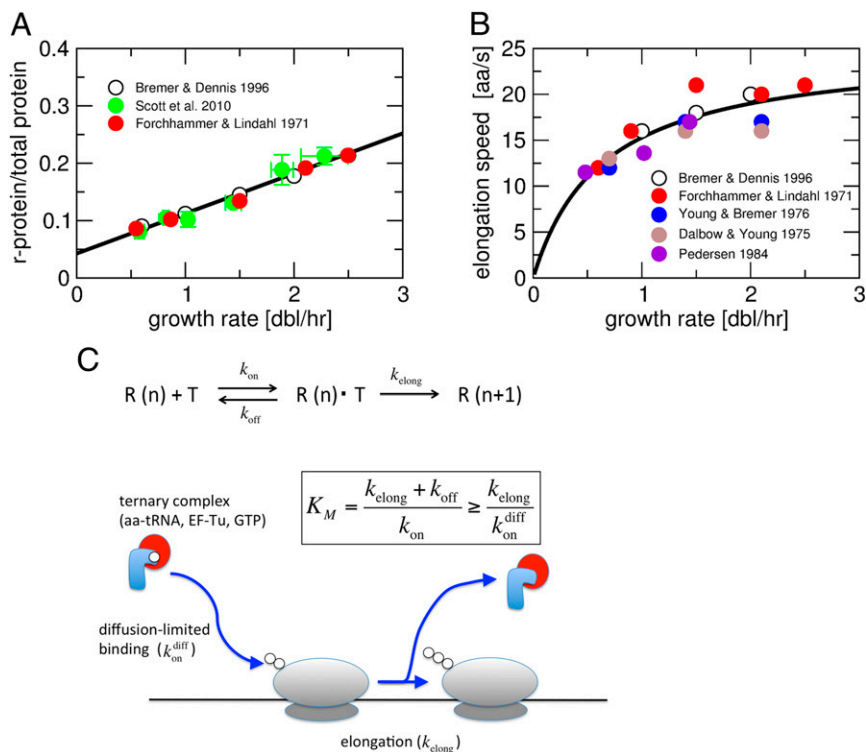 A
r-protein/total protein
0.4
0.3
0.2
0.1
0
Bremer & Dennis 1996
Scott et al. 2010
Forchhammer & Lindahl 1971
0
1
2
3
growth rate [dbl/hr]
B
elongation speed [aa/s]
25
20
15
10
5
0
Bremer & Dennis 1996
Forchhammer & Lindahl 1971
Young & Bremer 1976
Dalbow & Young 1975
Pedersen 1984
0
1
2
3
growth rate [dbl/hr]
C
R (n) + T
k_on
k_off
R (n) · T
k_elong
R (n+1)
K_M = (k_elong + k_off) / k_on ≥ k_elong / k_on^diff
ternary complex
(aa-tRNA, EF-Tu, GTP)
diffusion-limited
binding (k_on^diff)
elongation (k_elong)